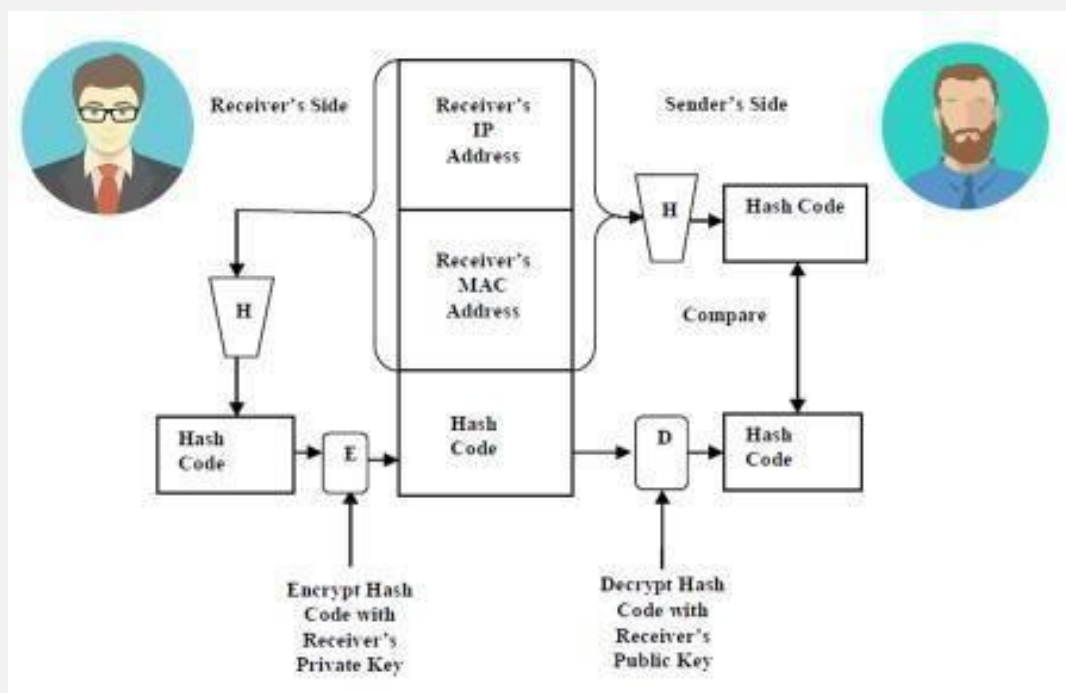 Receiver's Side
Receiver's
IP
Address
Sender's Side
H
Hash Code
Receiver's
MAC
Address
H
Compare
Hash
Code
E
Hash
Code
D
Hash
Code
Encrypt Hash
Code with
Receiver's
Private Key
Decrypt Hash
Code with
Receiver's
Public Key